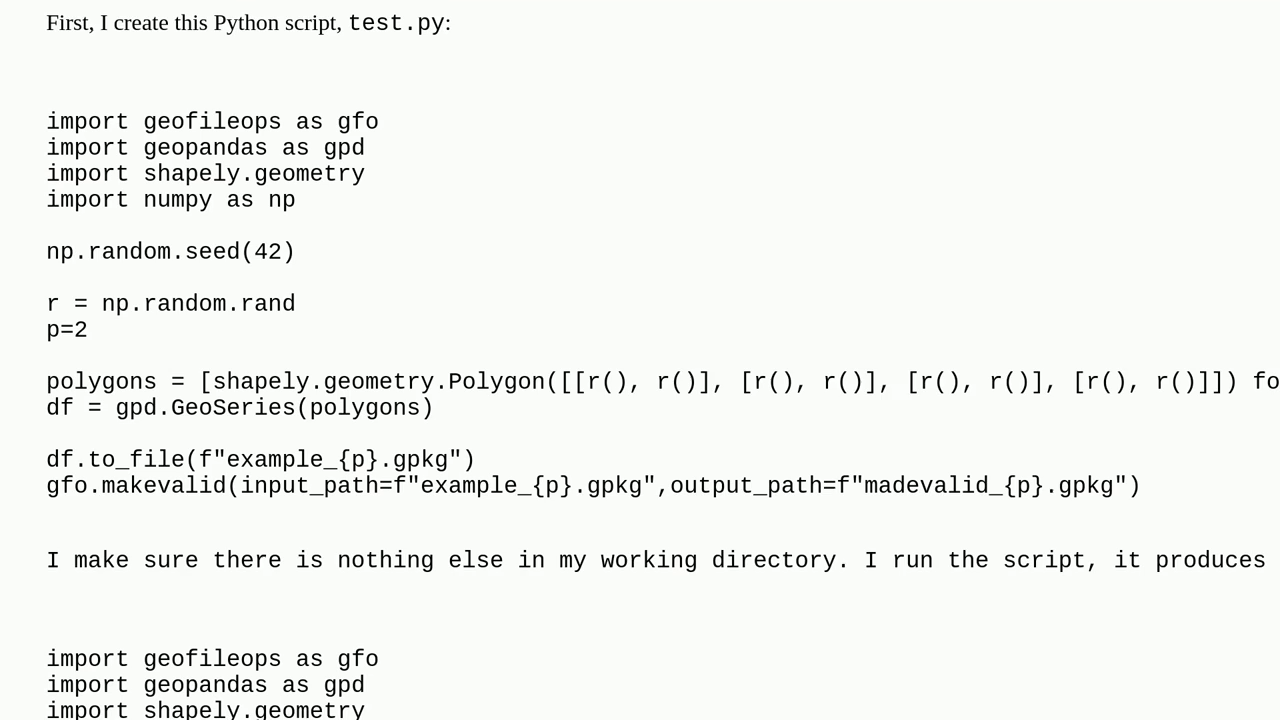 First, I create this Python script, test.py:
import geofileops as gfo
import geopandas as gpd
import shapely.geometry
import numpy as np
np.random.seed(42)
r = np.random.rand
p=2
polygons = [shapely.geometry.Polygon([[r(), r()], [r(), r()], [r(), r()], [r(), r()]]) fo
df = gpd.GeoSeries(polygons)
df.to_file(f"example_{p}.gpkg")
gfo.makevalid(input_path=f"example_{p}.gpkg",output_path=f"madevalid_{p}.gpkg")
I make sure there is nothing else in my working directory. I run the script, it produces
import geofileops as gfo
import geopandas as gpd
import shapely.geometry